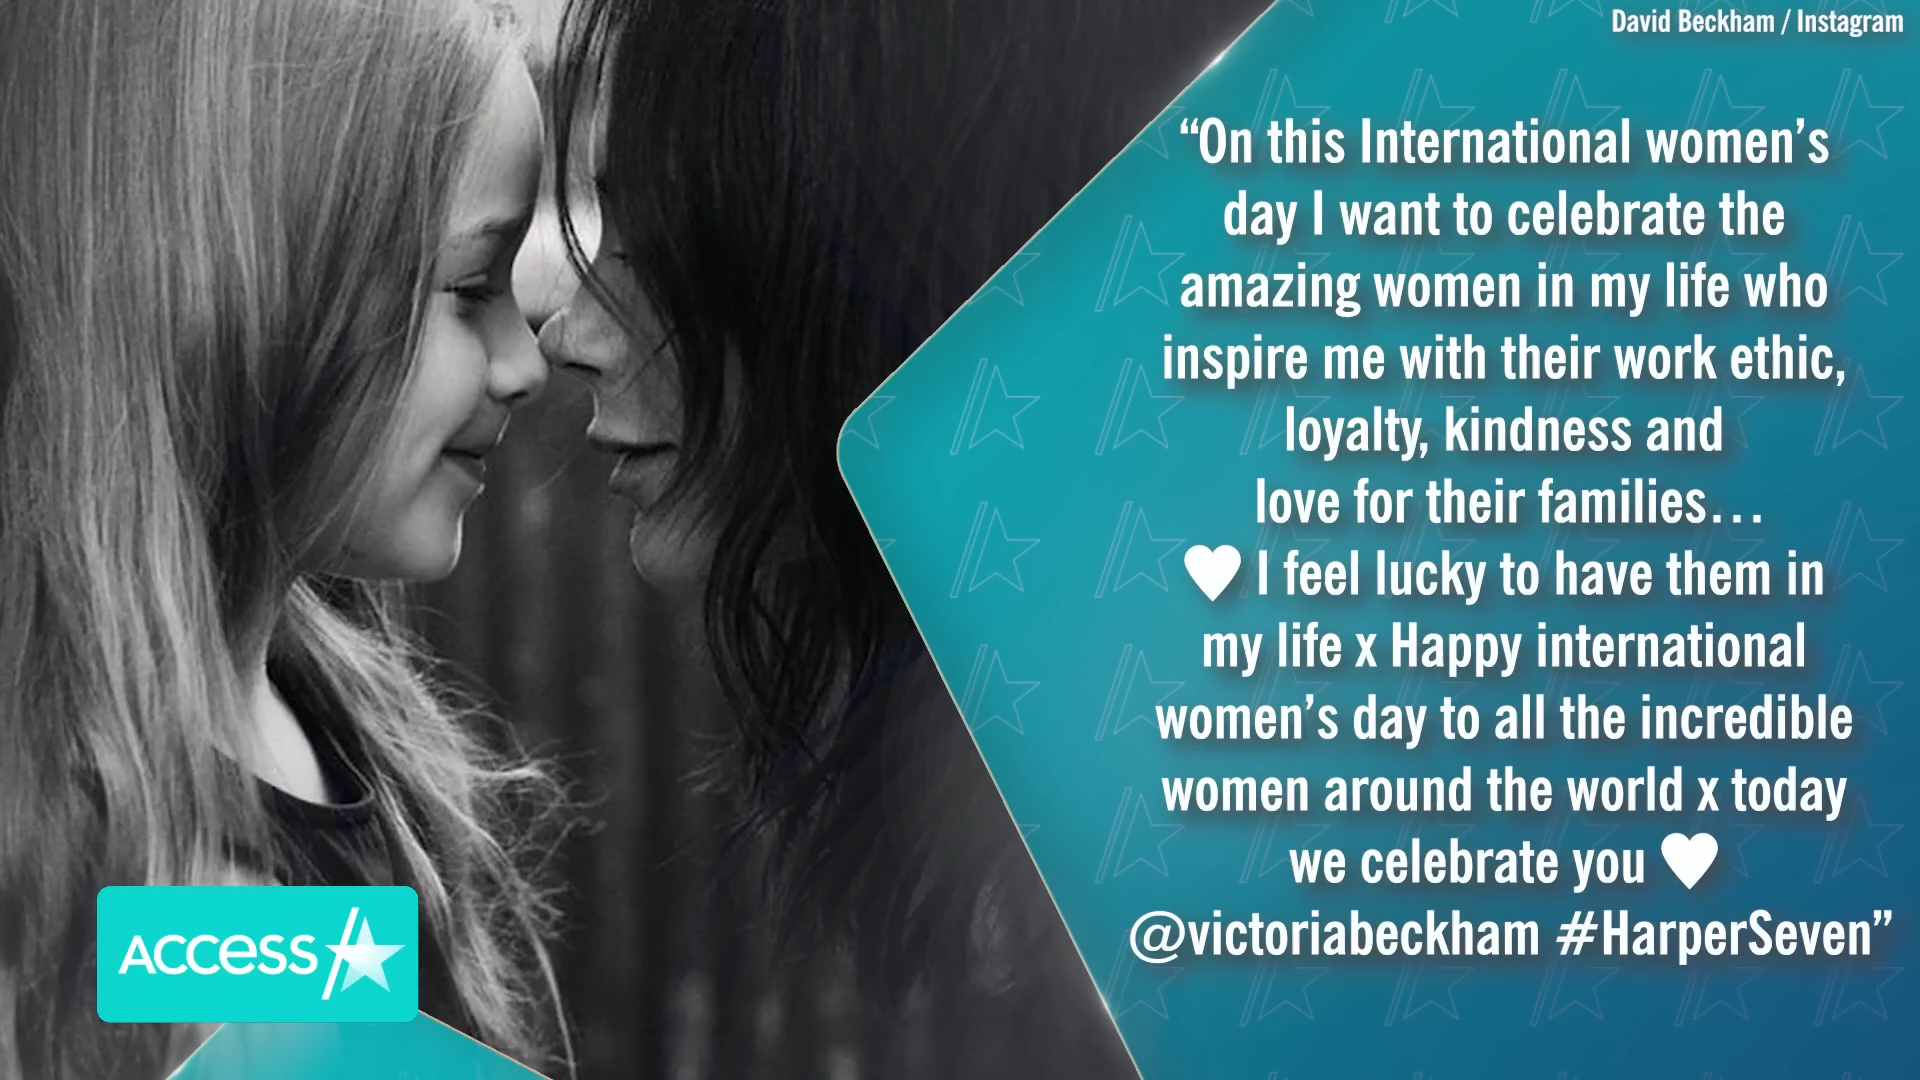 David Beckham / Instagram
“On this International women’s
day I want to celebrate the
amazing women in my life who
inspire me with their work ethic,
loyalty, kindness and
love for their families…
♥ I feel lucky to have them in
my life x Happy international
women’s day to all the incredible
women around the world x today
we celebrate you ♥
@victoriabeckham #HarperSeven”
ACCESS